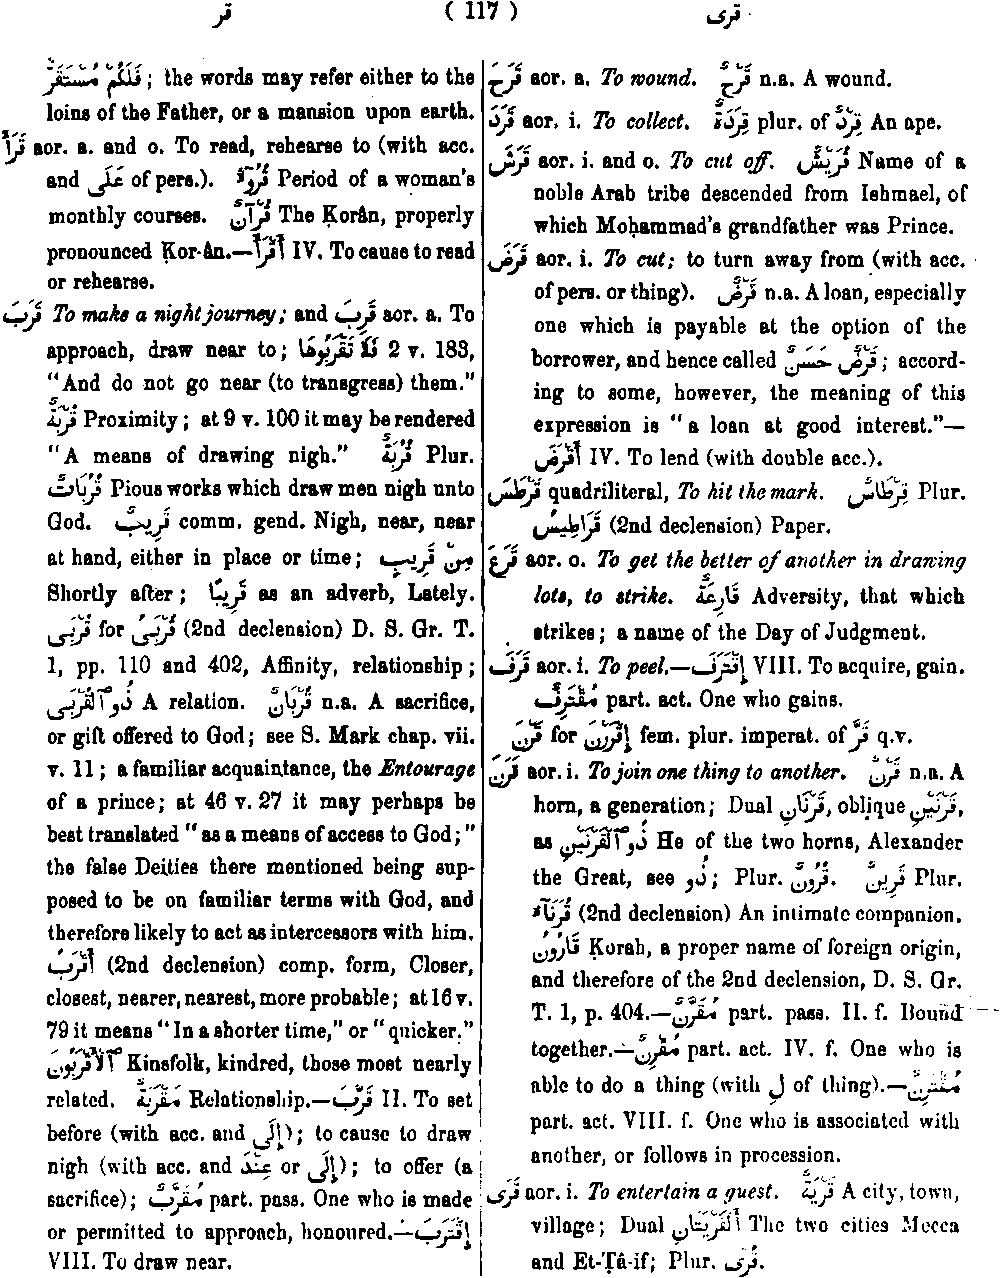 قر
( 117 )
قرى
فَلَكُمْ مُسْتَقَرٌّ ; the words may refer either to the
loins of the Father, or a mansion upon earth.
قَرَأَ aor. a. and o. To read, rehearse to (with acc.
and عَلَى of pers.). قُرُوْءٌ Period of a woman's
monthly courses. قُرْآنٌ The Ḳorân, properly
pronounced Ḳor-ân.—أَقْرَأَ IV. To cause to read
or rehearse.
قَرَبَ To make a night journey; and قَرِبَ aor. a. To
approach, draw near to; فَلَا تَقْرَبُوهَا 2 v. 183,
"And do not go near (to transgress) them."
قُرْبَةٌ Proximity; at 9 v. 100 it may be rendered
"A means of drawing nigh." قُرُبَةٌ Plur.
قُرُبَاتٌ Pious works which draw men nigh unto
God. قَرِيبٌ comm. gend. Nigh, near, near
at hand, either in place or time; مِنْ قَرِيبٍ
Shortly after; قَرِيبًا as an adverb, Lately.
قُرْبَى for قُرْبَىُ (2nd declension) D. S. Gr. T.
1, pp. 110 and 402, Affinity, relationship;
ذُو ٱلْقُرْبَى A relation. قُرْبَانٌ n.a. A sacrifice,
or gift offered to God; see S. Mark chap. vii.
v. 11; a familiar acquaintance, the Entourage
of a prince; at 46 v. 27 it may perhaps be
best translated "as a means of access to God;"
the false Deities there mentioned being sup-
posed to be on familiar terms with God, and
therefore likely to act as intercessors with him.
أَقْرَبُ (2nd declension) comp. form, Closer,
closest, nearer, nearest, more probable; at 16 v.
79 it means "In a shorter time," or "quicker."
ٱلْأَقْرَبُونَ Kinsfolk, kindred, those most nearly
related. مَقْرَبَةٌ Relationship.—قَرَّبَ II. To set
before (with acc. and إِلَى); to cause to draw
nigh (with acc. and عِنْدَ or إِلَى); to offer (a
sacrifice); مُقَرَّبٌ part. pass. One who is made
or permitted to approach, honoured.—إِقْتَرَبَ
VIII. To draw near.
قَرَحَ aor. a. To wound. قَرْحٌ n.a. A wound.
قَرَدَ aor. i. To collect. قِرَدَةٌ plur. of قِرْدٌ An ape.
قَرَشَ aor. i. and o. To cut off. قُرَيْشٌ Name of a
noble Arab tribe descended from Ishmael, of
which Moḥammad's grandfather was Prince.
قَرَضَ aor. i. To cut; to turn away from (with acc.
of pers. or thing). قَرْضٌ n.a. A loan, especially
one which is payable at the option of the
borrower, and hence called قَرْضٌ حَسَنٌ; accord-
ing to some, however, the meaning of this
expression is "a loan at good interest."—
أَقْرَضَ IV. To lend (with double acc.).
قَرْطَسَ quadriliteral, To hit the mark. قِرْطَاسٌ Plur.
قَرَاطِيسُ (2nd declension) Paper.
قَرَعَ aor. o. To get the better of another in drawing
lots, to strike. قَارِعَةٌ Adversity, that which
strikes; a name of the Day of Judgment.
قَرَفَ aor. i. To peel.—إِقْتَرَفَ VIII. To acquire, gain.
مُقْتَرِفٌ part. act. One who gains.
قَرْنَ for إِقْرَرْنَ fem. plur. imperat. of قَرَّ q.v.
قَرَنَ aor. i. To join one thing to another. قَرْنٌ n.a. A
horn, a generation; Dual قَرْنَانِ, oblique قَرْنَيْنِ,
as ذُو ٱلْقَرْنَيْنِ He of the two horns, Alexander
the Great, see ذُو; Plur. قُرُونٌ. قَرِينٌ Plur.
قُرَنَآءُ (2nd declension) An intimate companion.
قَارُونُ Ḳorah, a proper name of foreign origin,
and therefore of the 2nd declension, D. S. Gr.
T. 1, p. 404.—مُقَرَّنٌ part. pass. II. f. Bound
together.—مُقْرِنٌ part. act. IV. f. One who is
able to do a thing (with لِ of thing).—مُقْتَرِنٌ
part. act. VIII. f. One who is associated with
another, or follows in procession.
قَرَى aor. i. To entertain a guest. قَرْيَةٌ A city, town,
village; Dual أَلْقَرْيَتَانِ The two cities Mecca
and Et-Ṭâ-if; Plur. قُرًى.